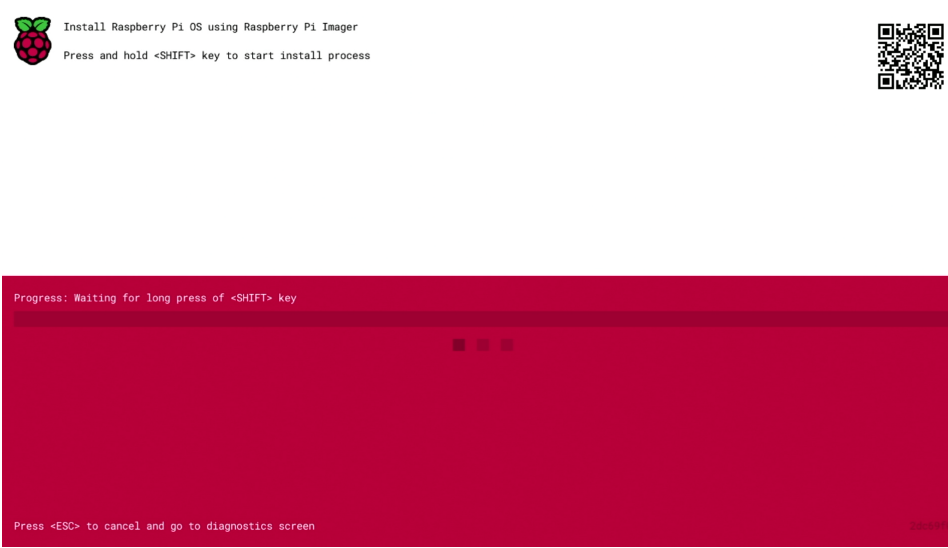 Install Raspberry Pi OS using Raspberry Pi Imager
Press and hold <SHIFT> key to start install process
Progress: Waiting for long press of <SHIFT> key
Press <ESC> to cancel and go to diagnostics screen